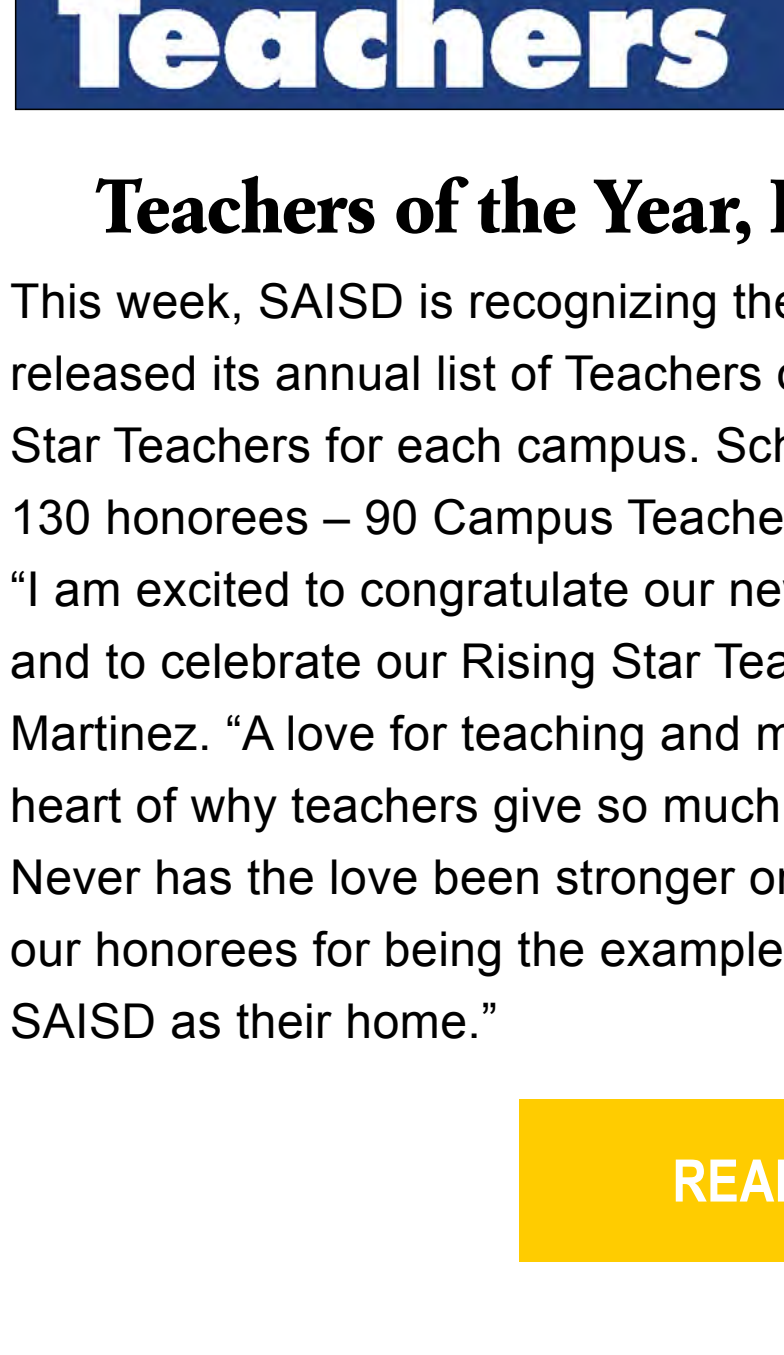 Teachers
Teachers of the Year,
This week, SAISD is recognizing the
released its annual list of Teachers
Star Teachers for each campus. Sch
130 honorees – 90 Campus Teache
“I am excited to congratulate our ne
and to celebrate our Rising Star Tea
Martinez. “A love for teaching and m
heart of why teachers give so much
Never has the love been stronger or
our honorees for being the example
SAISD as their home.”
REA